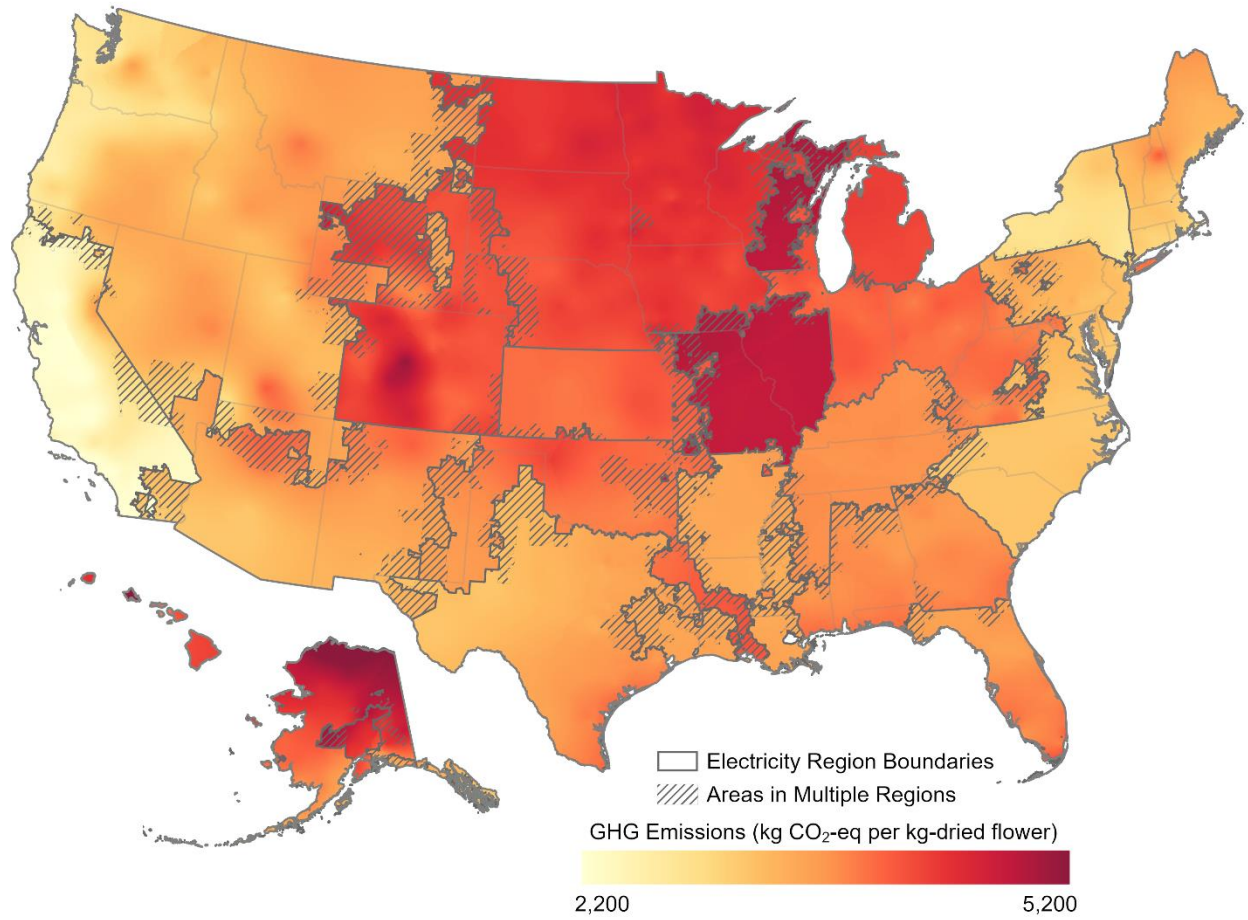 Electricity Region Boundaries
Areas in Multiple Regions
GHG Emissions (kg CO₂-eq per kg-dried flower)
2,200 5,200